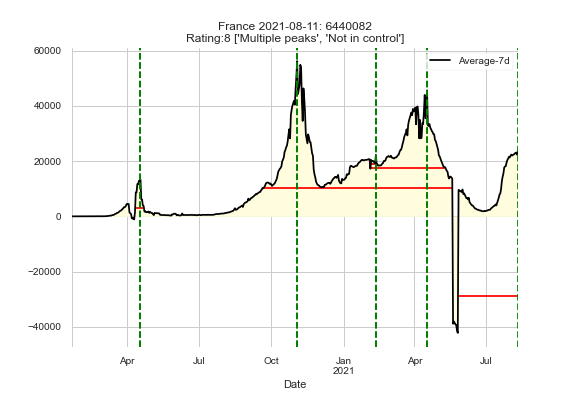 France 2021-08-11: 6440082
Rating:8 ['Multiple peaks', 'Not in control']
60000
Average-7d
40000
20000
0
−20000
−40000
Apr
Jul
Oct
Jan
2021
Apr
Jul
Date